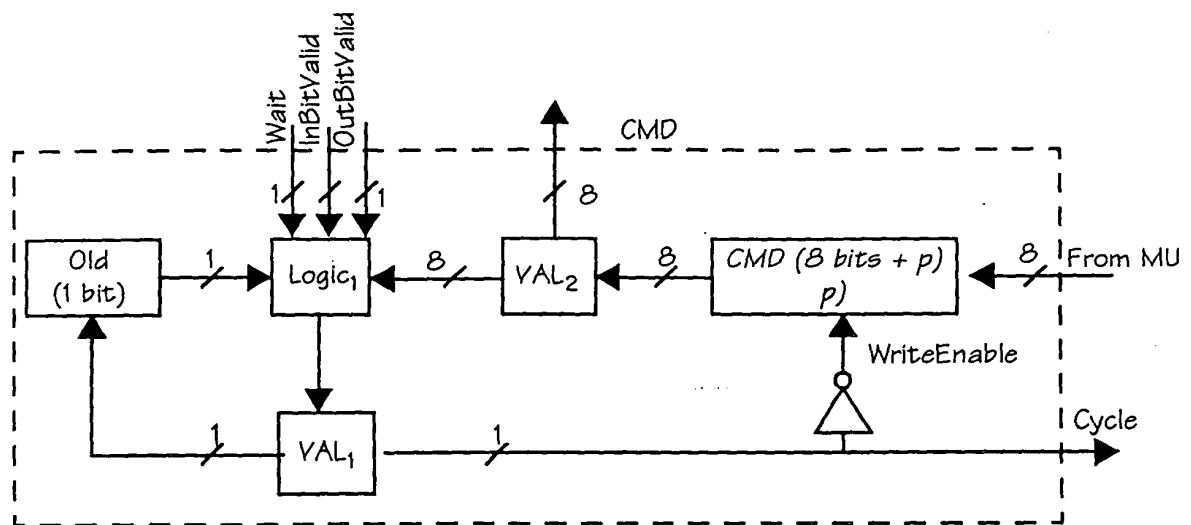 Wait
InBitValid
OutBitValid
CMD
1
1
8
Old
(1 bit)
1
Logic1
8
VAL2
8
CMD (8 bits + p)
p)
8
From MU
WriteEnable
1
VAL1
1
Cycle